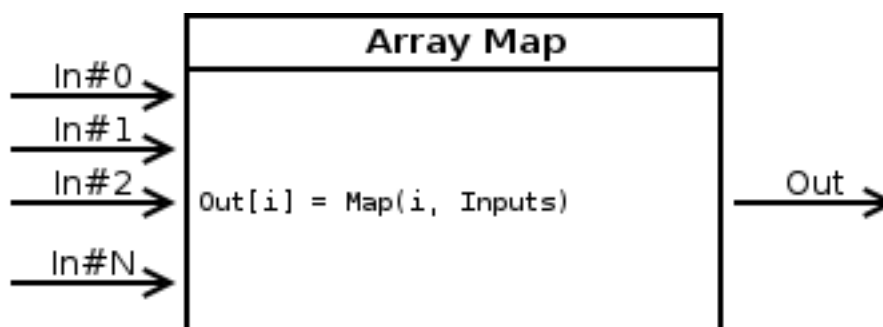 Array Map
In#0
In#1
In#2
Out[i] = Map(i, Inputs)
Out
In#N